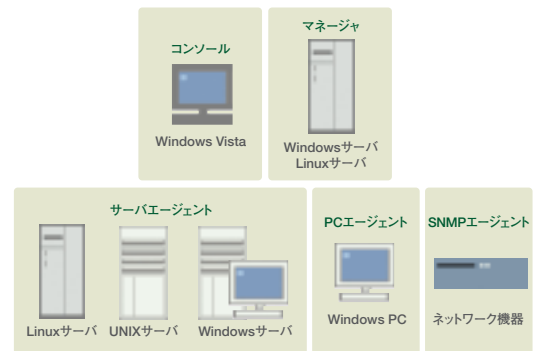 コンソール
Windows Vista
マネージャ
Windowsサーバ
Linuxサーバ
サーバエージェント
Linuxサーバ
UNIXサーバ
Windowsサーバ
PCエージェント
Windows PC
SNMPエージェント
ネットワーク機器